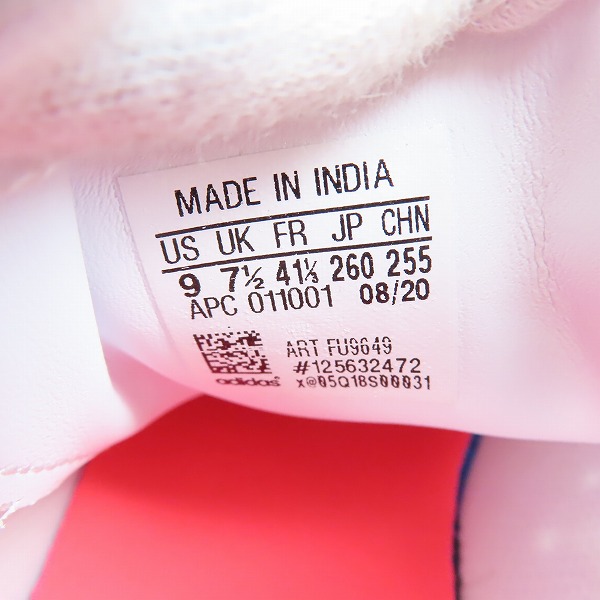 MADE IN INDIA
US UK FR JP CHN
9 7½ 41⅓ 260 255
APC 011001 08/20
ART FU9649
#125632472
adidas x@05Q18S00031